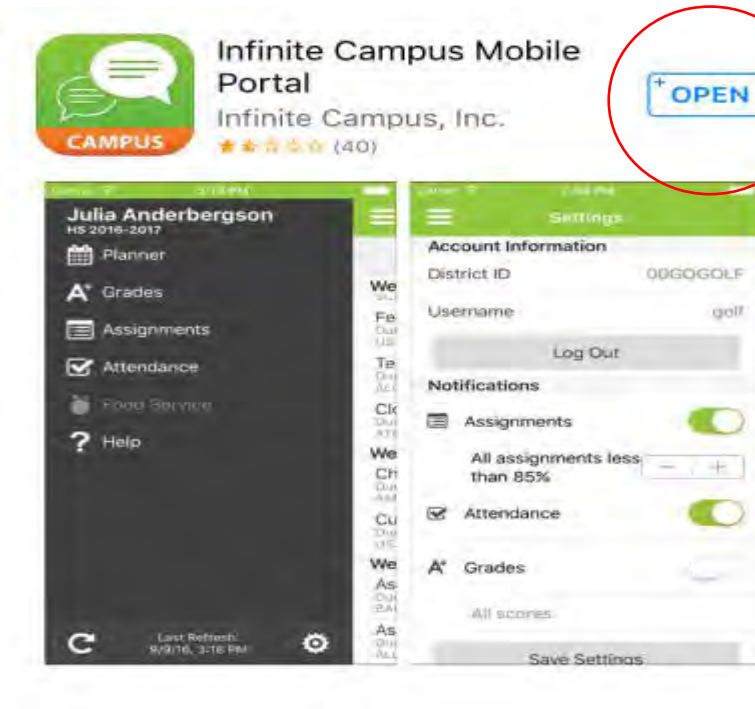 Infinite Campus Mobile
Portal
Infinite Campus, Inc.
(40)
CAMPUS
+ OPEN
Julia Anderbergson
HS 2016-2017
Planner
A+ Grades
Assignments
Attendance
Food Service
? Help
Last Refresh:
9/9/16, 3:16 PM
We
Fe
Te
Clo
We
Ch
Cu
We
As
As
Settings
Account Information
District ID 00GOGOLF
Username golf
Log Out
Notifications
Assignments
All assignments less
than 85%
- +
Attendance
A+ Grades
All scores
Save Settings